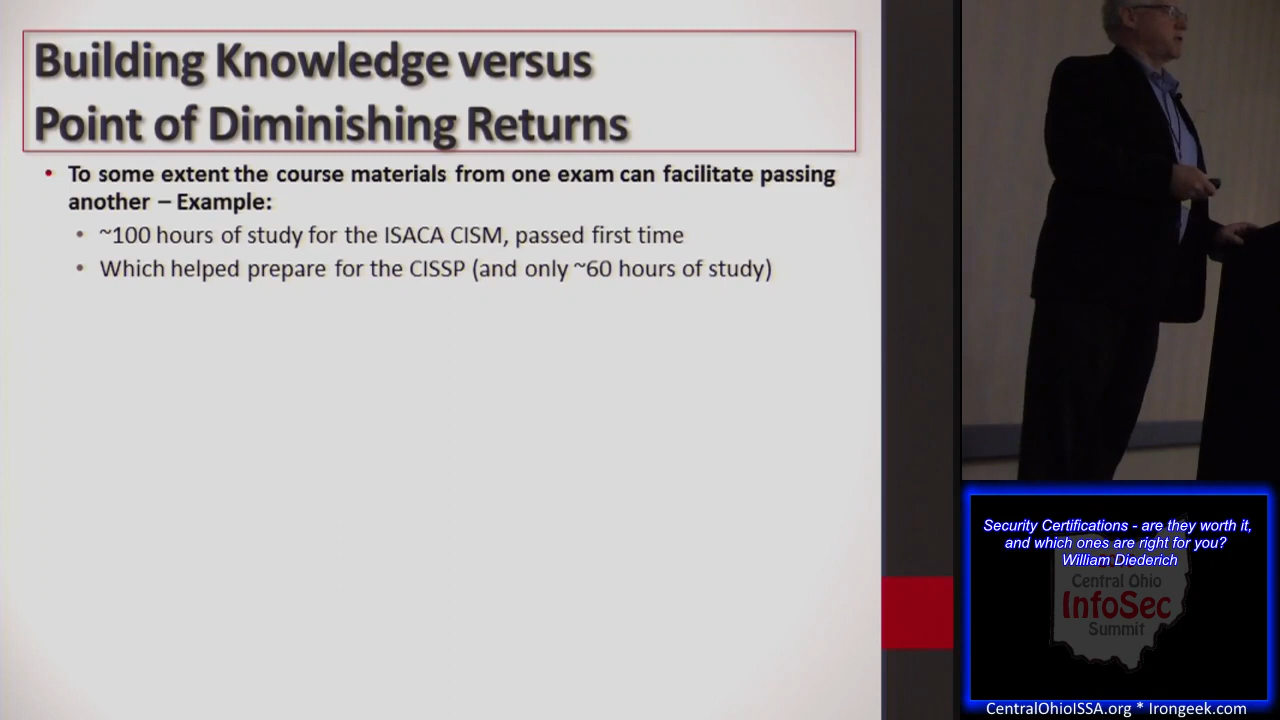 Building Knowledge versus
Point of Diminishing Returns
• To some extent the course materials from one exam can facilitate passing
another – Example:
• ~100 hours of study for the ISACA CISM, passed first time
• Which helped prepare for the CISSP (and only ~60 hours of study)
Security Certifications - are they worth it,
and which ones are right for you?
William Diederich
Central Ohio
InfoSec
Summit
CentralOhioISSA.org * Irongeek.com